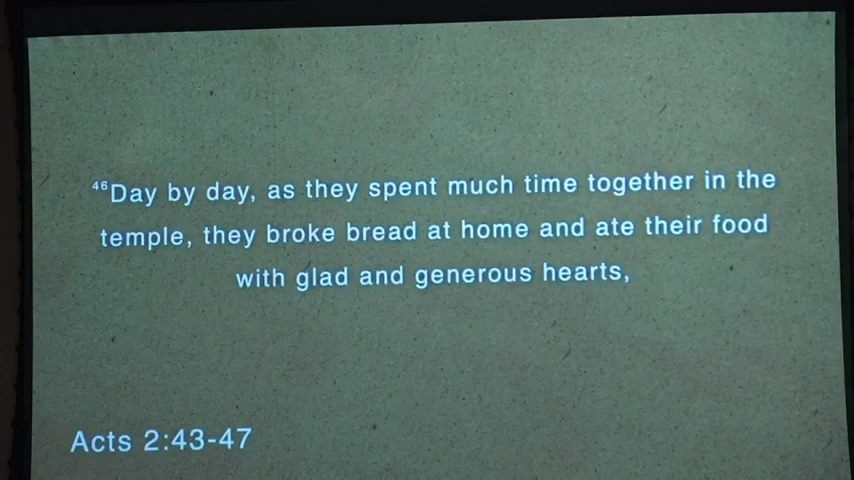 ⁴⁶Day by day, as they spent much time together in the
temple, they broke bread at home and ate their food
with glad and generous hearts,
Acts 2:43-47